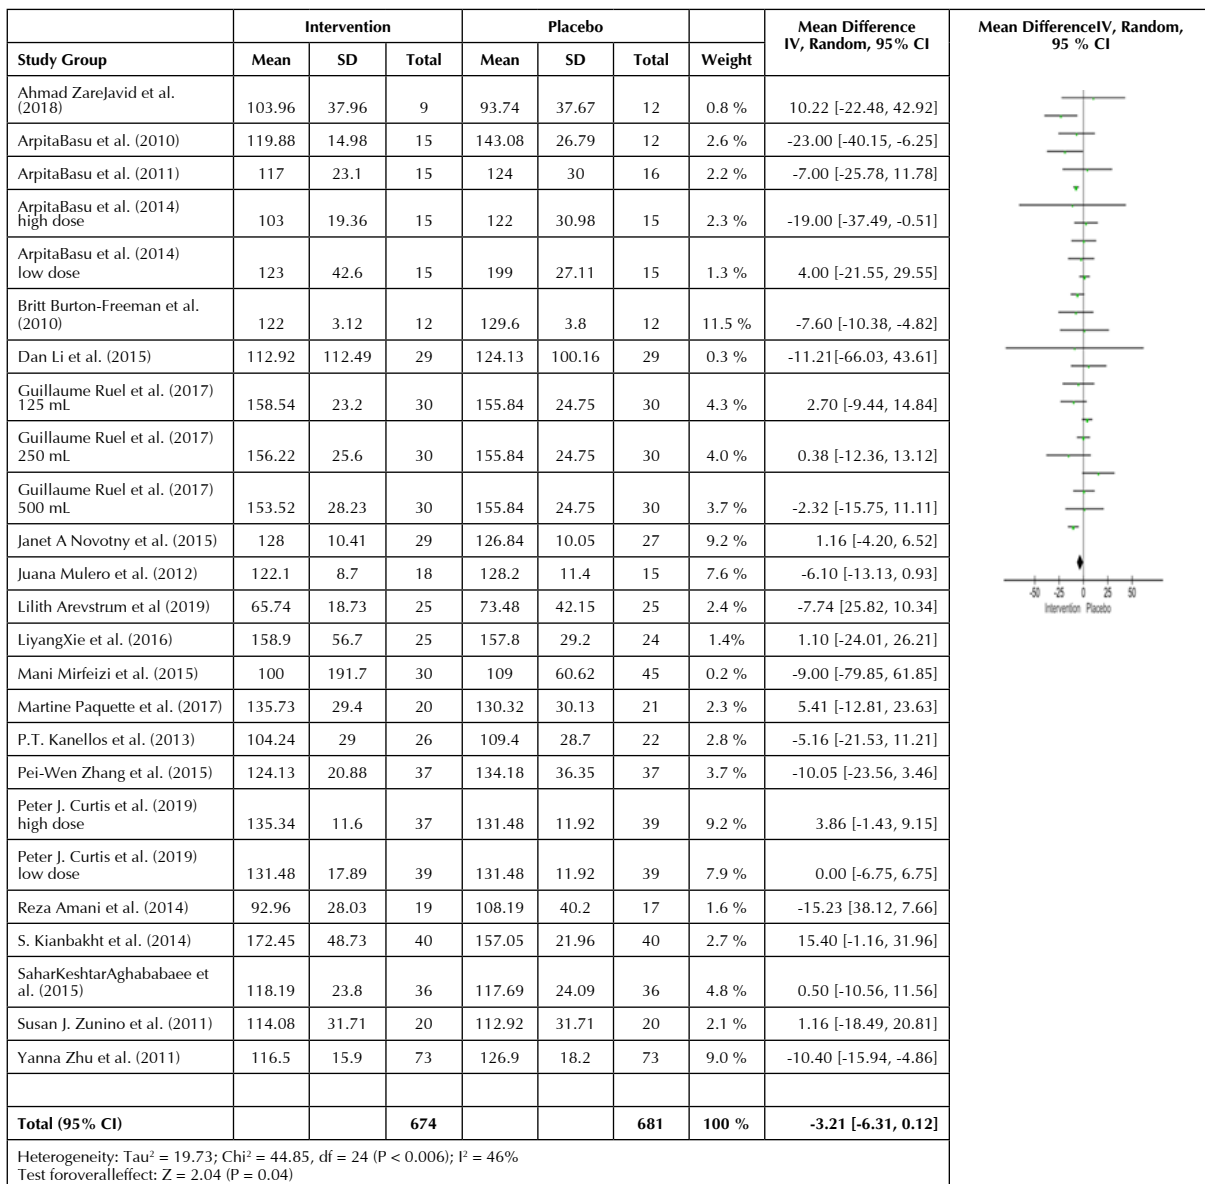 Intervention Placebo Mean Difference IV, Random, 95% CI Mean DifferenceIV, Random, 95 % CI
Study Group Mean SD Total Mean SD Total Weight
Ahmad ZareJavid et al.
(2018) 103.96 37.96 9 93.74 37.67 12 0.8 % 10.22 [-22.48, 42.92]
ArpitaBasu et al. (2010) 119.88 14.98 15 143.08 26.79 12 2.6 % -23.00 [-40.15, -6.25]
ArpitaBasu et al. (2011) 117 23.1 15 124 30 16 2.2 % -7.00 [-25.78, 11.78]
ArpitaBasu et al. (2014)
high dose 103 19.36 15 122 30.98 15 2.3 % -19.00 [-37.49, -0.51]
ArpitaBasu et al. (2014)
low dose 123 42.6 15 199 27.11 15 1.3 % 4.00 [-21.55, 29.55]
Britt Burton-Freeman et al.
(2010) 122 3.12 12 129.6 3.8 12 11.5 % -7.60 [-10.38, -4.82]
Dan Li et al. (2015) 112.92 112.49 29 124.13 100.16 29 0.3 % -11.21[-66.03, 43.61]
Guillaume Ruel et al. (2017)
125 mL 158.54 23.2 30 155.84 24.75 30 4.3 % 2.70 [-9.44, 14.84]
Guillaume Ruel et al. (2017)
250 mL 156.22 25.6 30 155.84 24.75 30 4.0 % 0.38 [-12.36, 13.12]
Guillaume Ruel et al. (2017)
500 mL 153.52 28.23 30 155.84 24.75 30 3.7 % -2.32 [-15.75, 11.11]
Janet A Novotny et al. (2015) 128 10.41 29 126.84 10.05 27 9.2 % 1.16 [-4.20, 6.52]
Juana Mulero et al. (2012) 122.1 8.7 18 128.2 11.4 15 7.6 % -6.10 [-13.13, 0.93]
Lilith Arevstrum et al (2019) 65.74 18.73 25 73.48 42.15 25 2.4 % -7.74 [25.82, 10.34]
LiyangXie et al. (2016) 158.9 56.7 25 157.8 29.2 24 1.4% 1.10 [-24.01, 26.21]
Mani Mirfeizi et al. (2015) 100 191.7 30 109 60.62 45 0.2 % -9.00 [-79.85, 61.85]
Martine Paquette et al. (2017) 135.73 29.4 20 130.32 30.13 21 2.3 % 5.41 [-12.81, 23.63]
P.T. Kanellos et al. (2013) 104.24 29 26 109.4 28.7 22 2.8 % -5.16 [-21.53, 11.21]
Pei-Wen Zhang et al. (2015) 124.13 20.88 37 134.18 36.35 37 3.7 % -10.05 [-23.56, 3.46]
Peter J. Curtis et al. (2019)
high dose 135.34 11.6 37 131.48 11.92 39 9.2 % 3.86 [-1.43, 9.15]
Peter J. Curtis et al. (2019)
low dose 131.48 17.89 39 131.48 11.92 39 7.9 % 0.00 [-6.75, 6.75]
Reza Amani et al. (2014) 92.96 28.03 19 108.19 40.2 17 1.6 % -15.23 [38.12, 7.66]
S. Kianbakht et al. (2014) 172.45 48.73 40 157.05 21.96 40 2.7 % 15.40 [-1.16, 31.96]
SaharKeshtarAghababaee et
al. (2015) 118.19 23.8 36 117.69 24.09 36 4.8 % 0.50 [-10.56, 11.56]
Susan J. Zunino et al. (2011) 114.08 31.71 20 112.92 31.71 20 2.1 % 1.16 [-18.49, 20.81]
Yanna Zhu et al. (2011) 116.5 15.9 73 126.9 18.2 73 9.0 % -10.40 [-15.94, -4.86]
Total (95% CI) 674 681 100 % -3.21 [-6.31, 0.12]
Heterogeneity: Tau² = 19.73; Chi² = 44.85, df = 24 (P < 0.006); I² = 46%
Test foroveralleffect: Z = 2.04 (P = 0.04)
-50 -25 0 25 50
Intervention Placebo